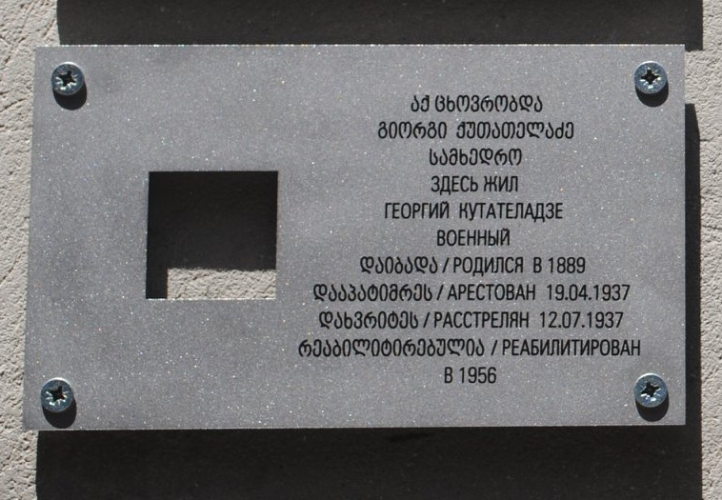 აქ ცხოვრობდა
გიორგი ქუთათელაძე
სამხედრო
ЗДЕСЬ ЖИЛ
ГЕОРГИЙ КУТАТЕЛАДЗЕ
ВОЕННЫЙ
დაიბადა / РОДИЛСЯ В 1889
დააპატიმრეს / АРЕСТОВАН 19.04.1937
დახვრიტეს / РАССТРЕЛЯН 12.07.1937
რეაბილიტირებულია / РЕАБИЛИТИРОВАН
В 1956